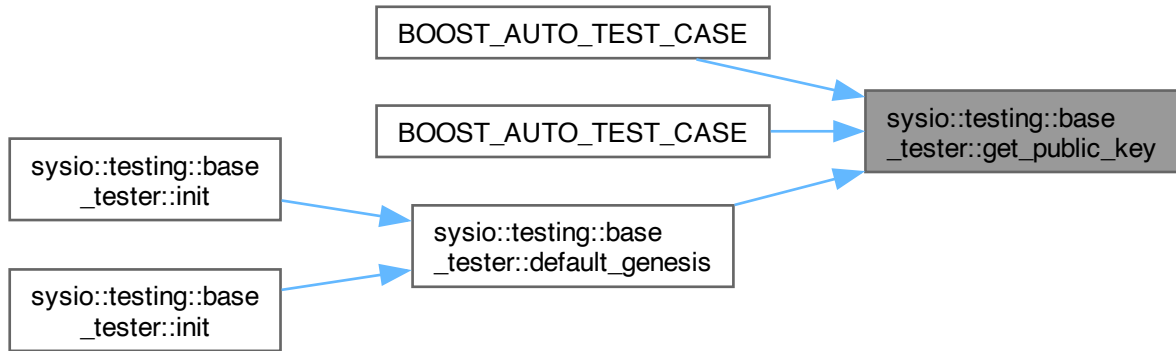 BOOST_AUTO_TEST_CASE
BOOST_AUTO_TEST_CASE
sysio::testing::base
_tester::get_public_key
sysio::testing::base
_tester::init
sysio::testing::base
_tester::default_genesis
sysio::testing::base
_tester::init